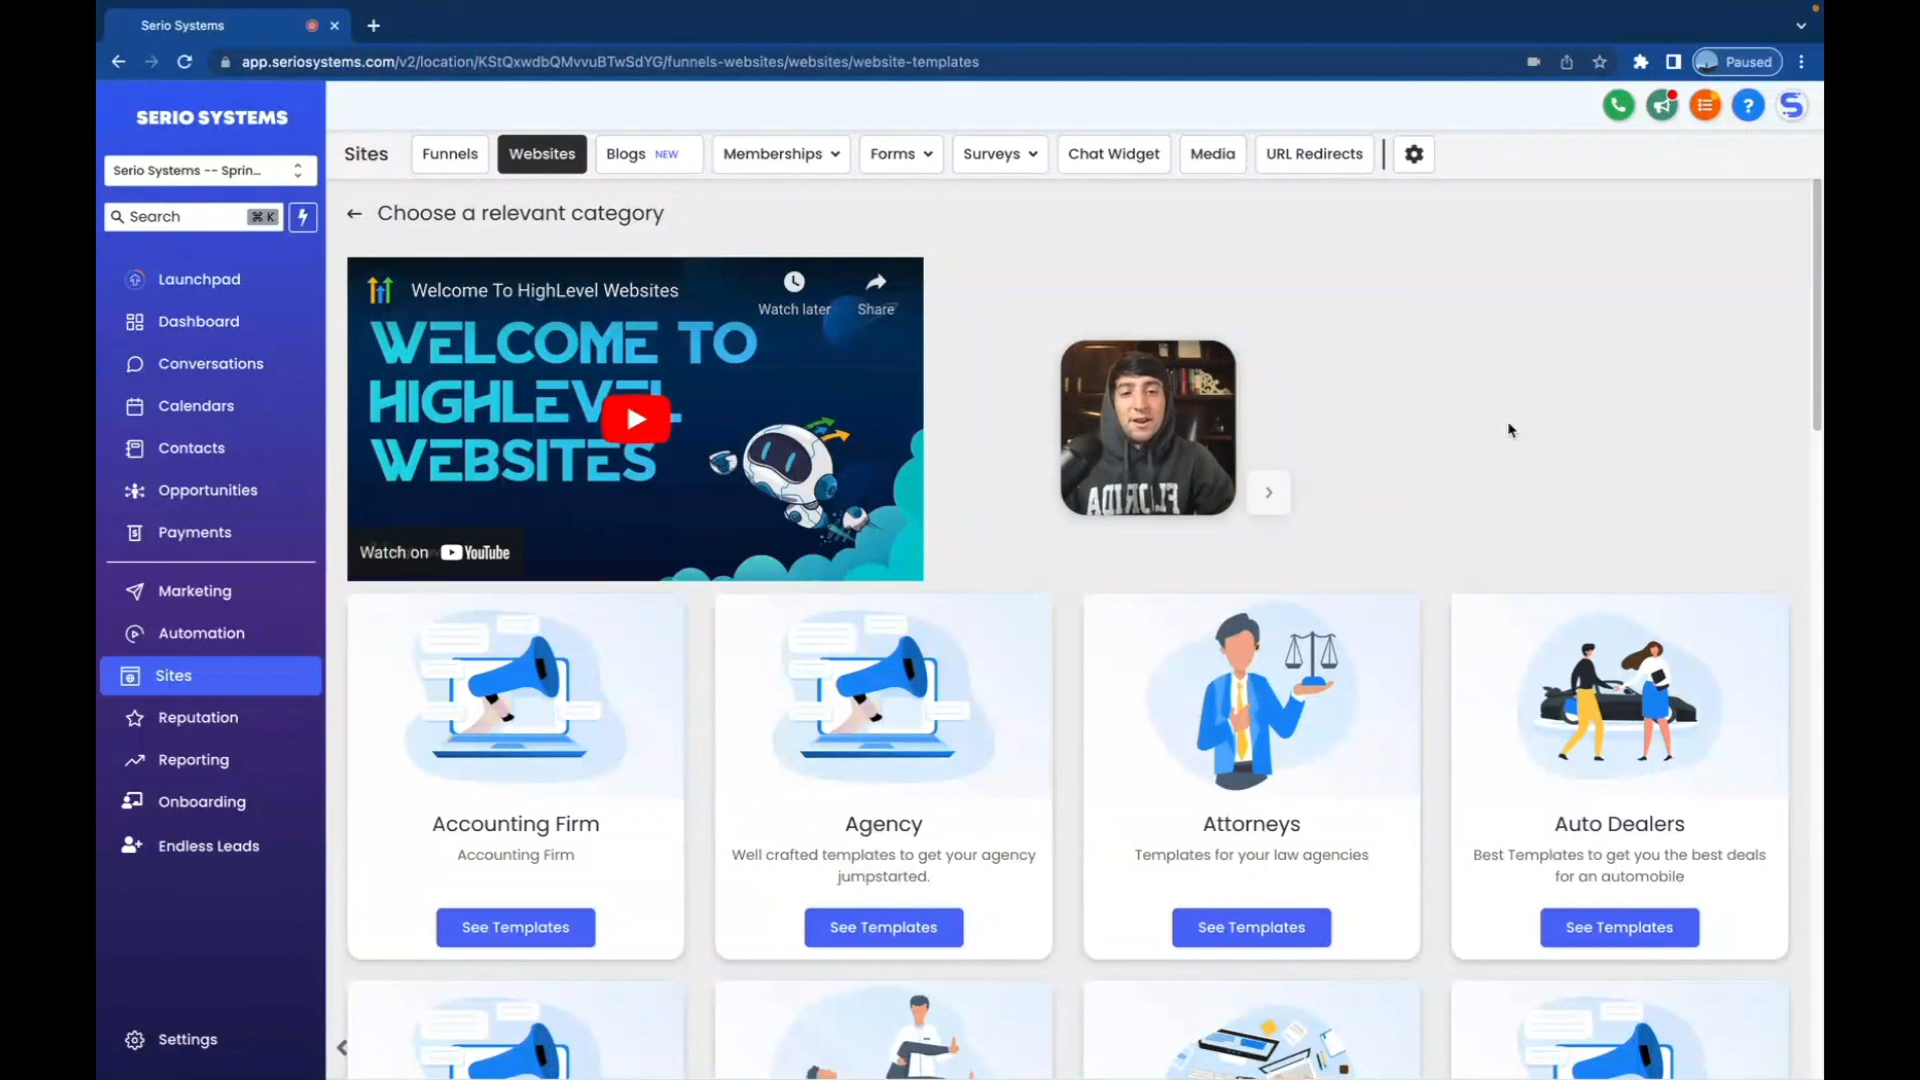 Serio Systems
app.seriosystems.com/v2/location/KStQxwdbQMvvuBTwSdYG/funnels-websites/websites/website-templates
Paused
SERIO SYSTEMS
Serio Systems -- Sprin...
Search
⌘ K
Launchpad
Dashboard
Conversations
Calendars
Contacts
Opportunities
Payments
Marketing
Automation
Sites
Reputation
Reporting
Onboarding
Endless Leads
Settings
Sites
Funnels
Websites
Blogs NEW
Memberships
Forms
Surveys
Chat Widget
Media
URL Redirects
Choose a relevant category
Welcome To HighLevel Websites
Watch later
Share
WELCOME TO
HIGHLEVEL
WEBSITES
Watch on YouTube
FLORIDA
Accounting Firm
Accounting Firm
See Templates
Agency
Well crafted templates to get your agency
jumpstarted.
See Templates
Attorneys
Templates for your law agencies
See Templates
Auto Dealers
Best Templates to get you the best deals
for an automobile
See Templates